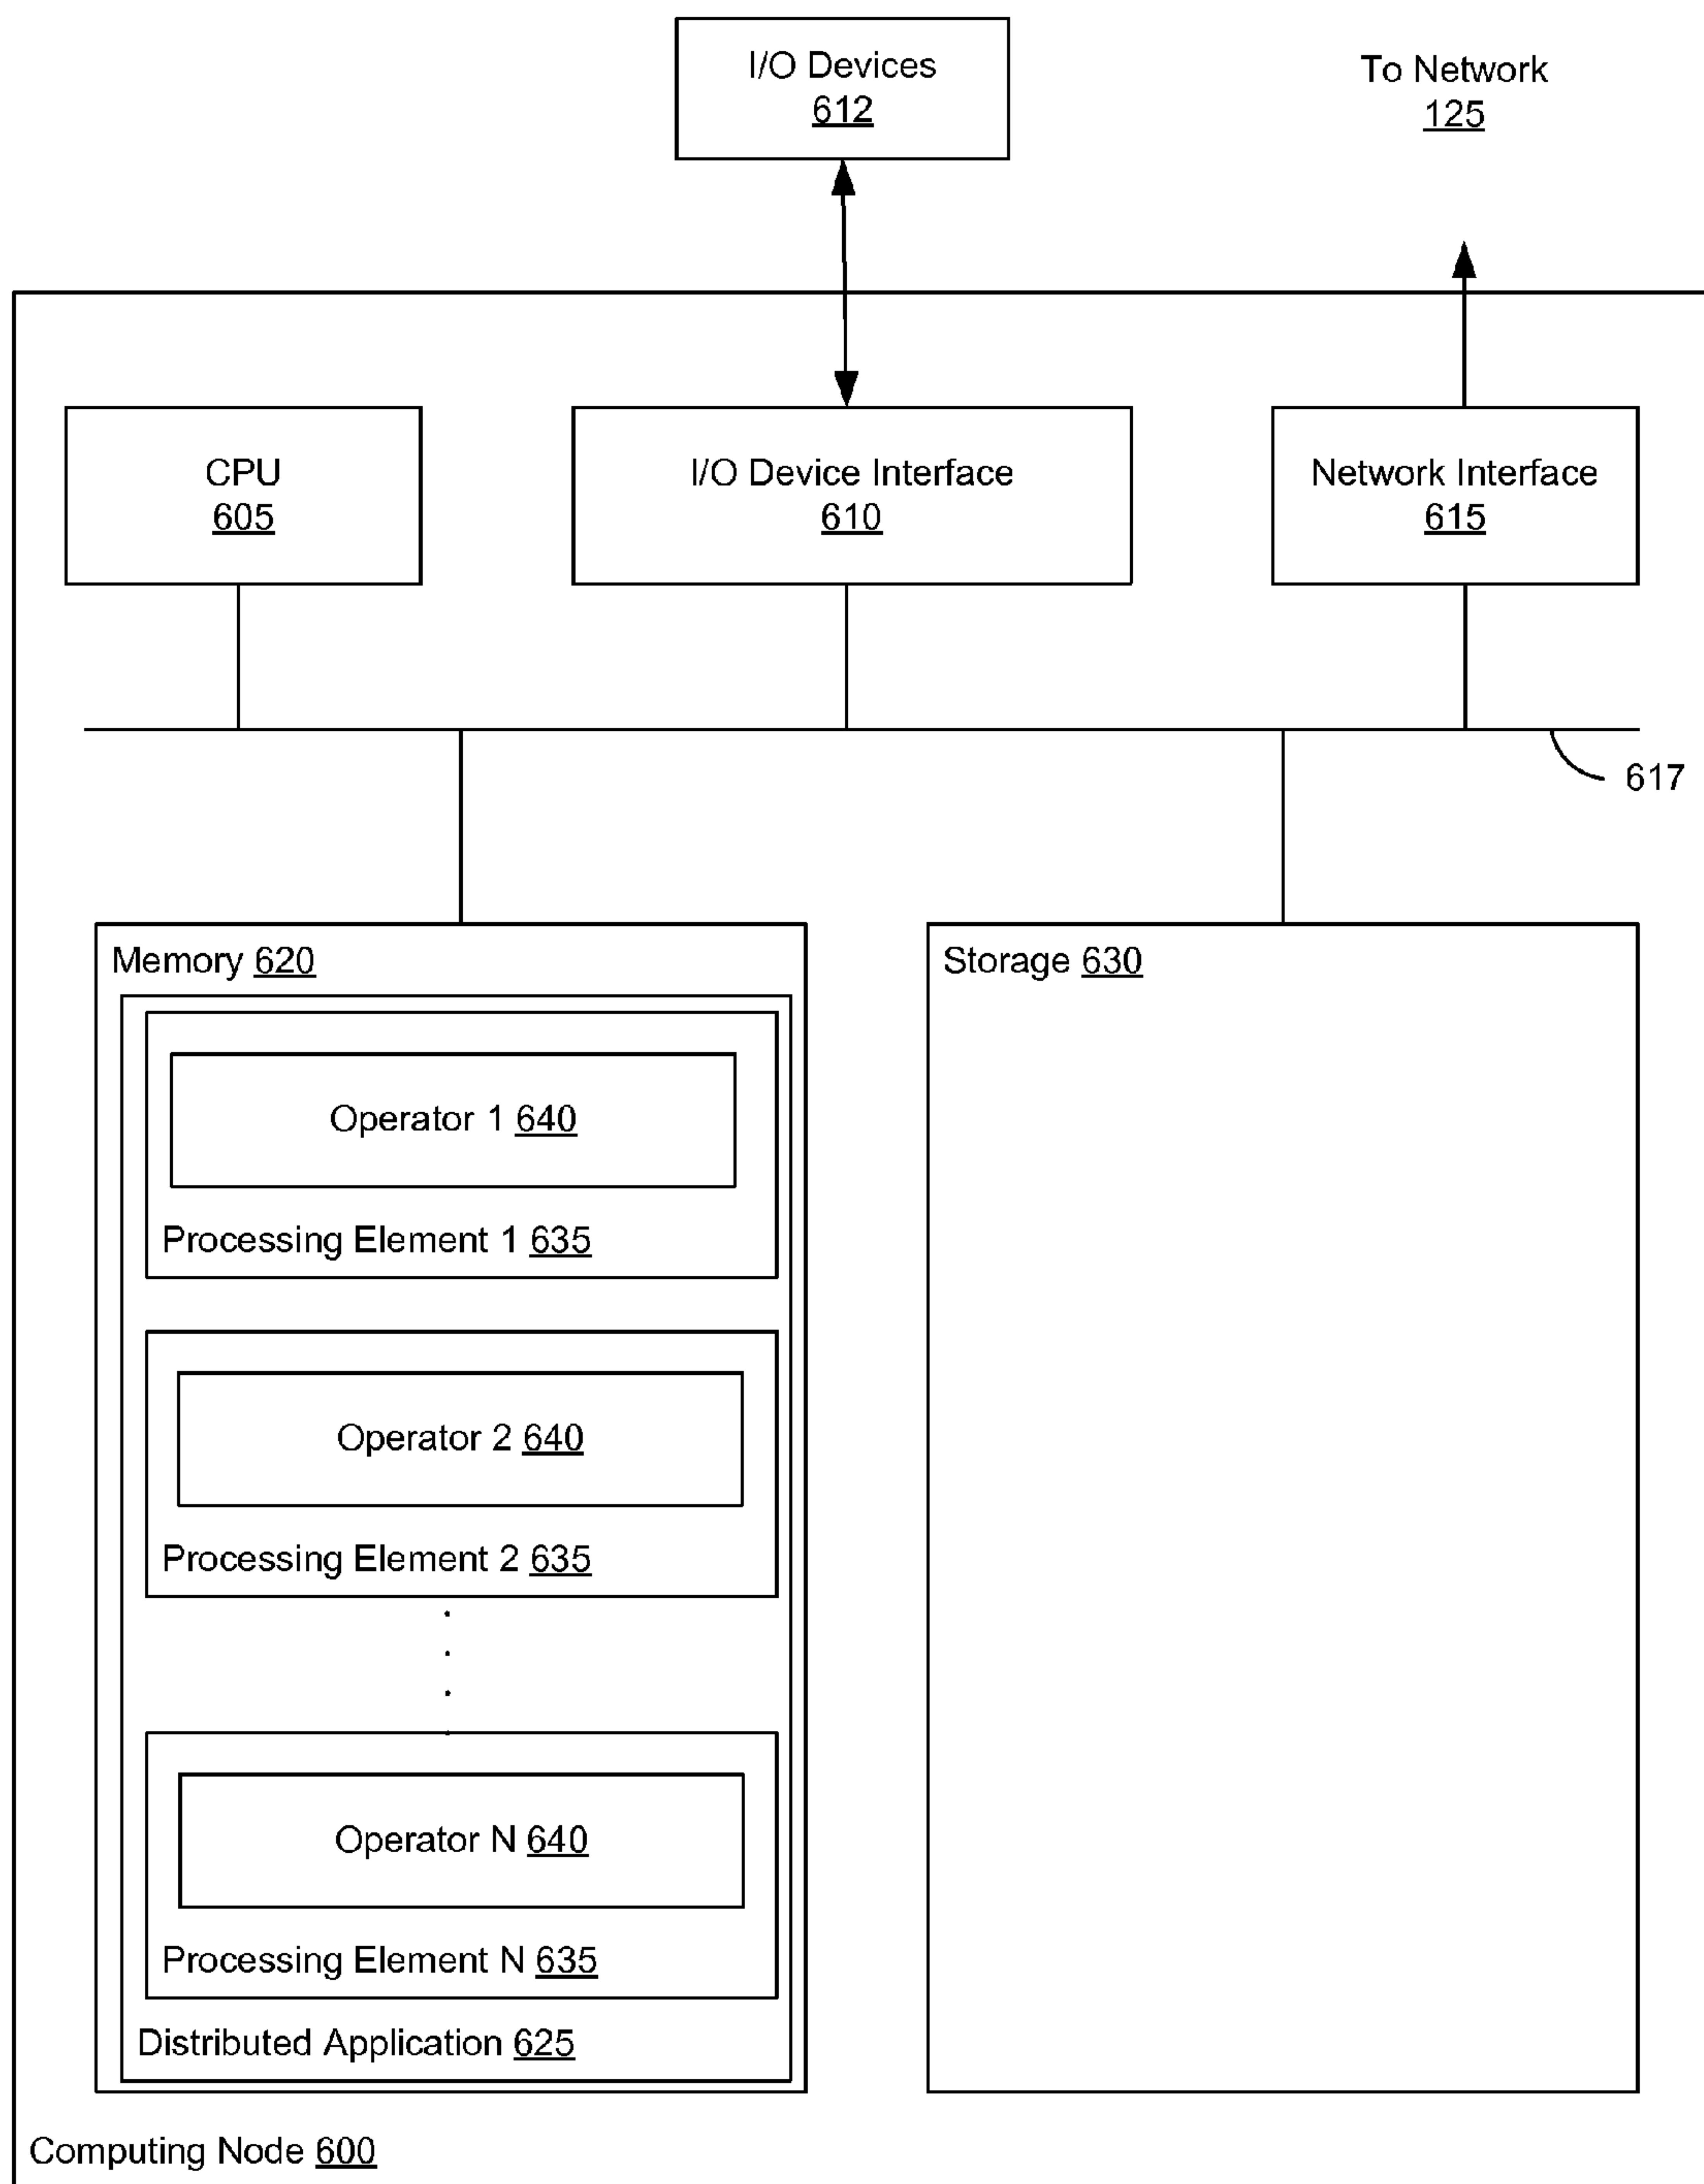 I/O Devices
612
To Network
125
CPU
605
I/O Device Interface
610
Network Interface
615
617
Memory 620
Operator 1 640
Processing Element 1 635
Operator 2 640
Processing Element 2 635
Operator N 640
Processing Element N 635
Distributed Application 625
Storage 630
Computing Node 600